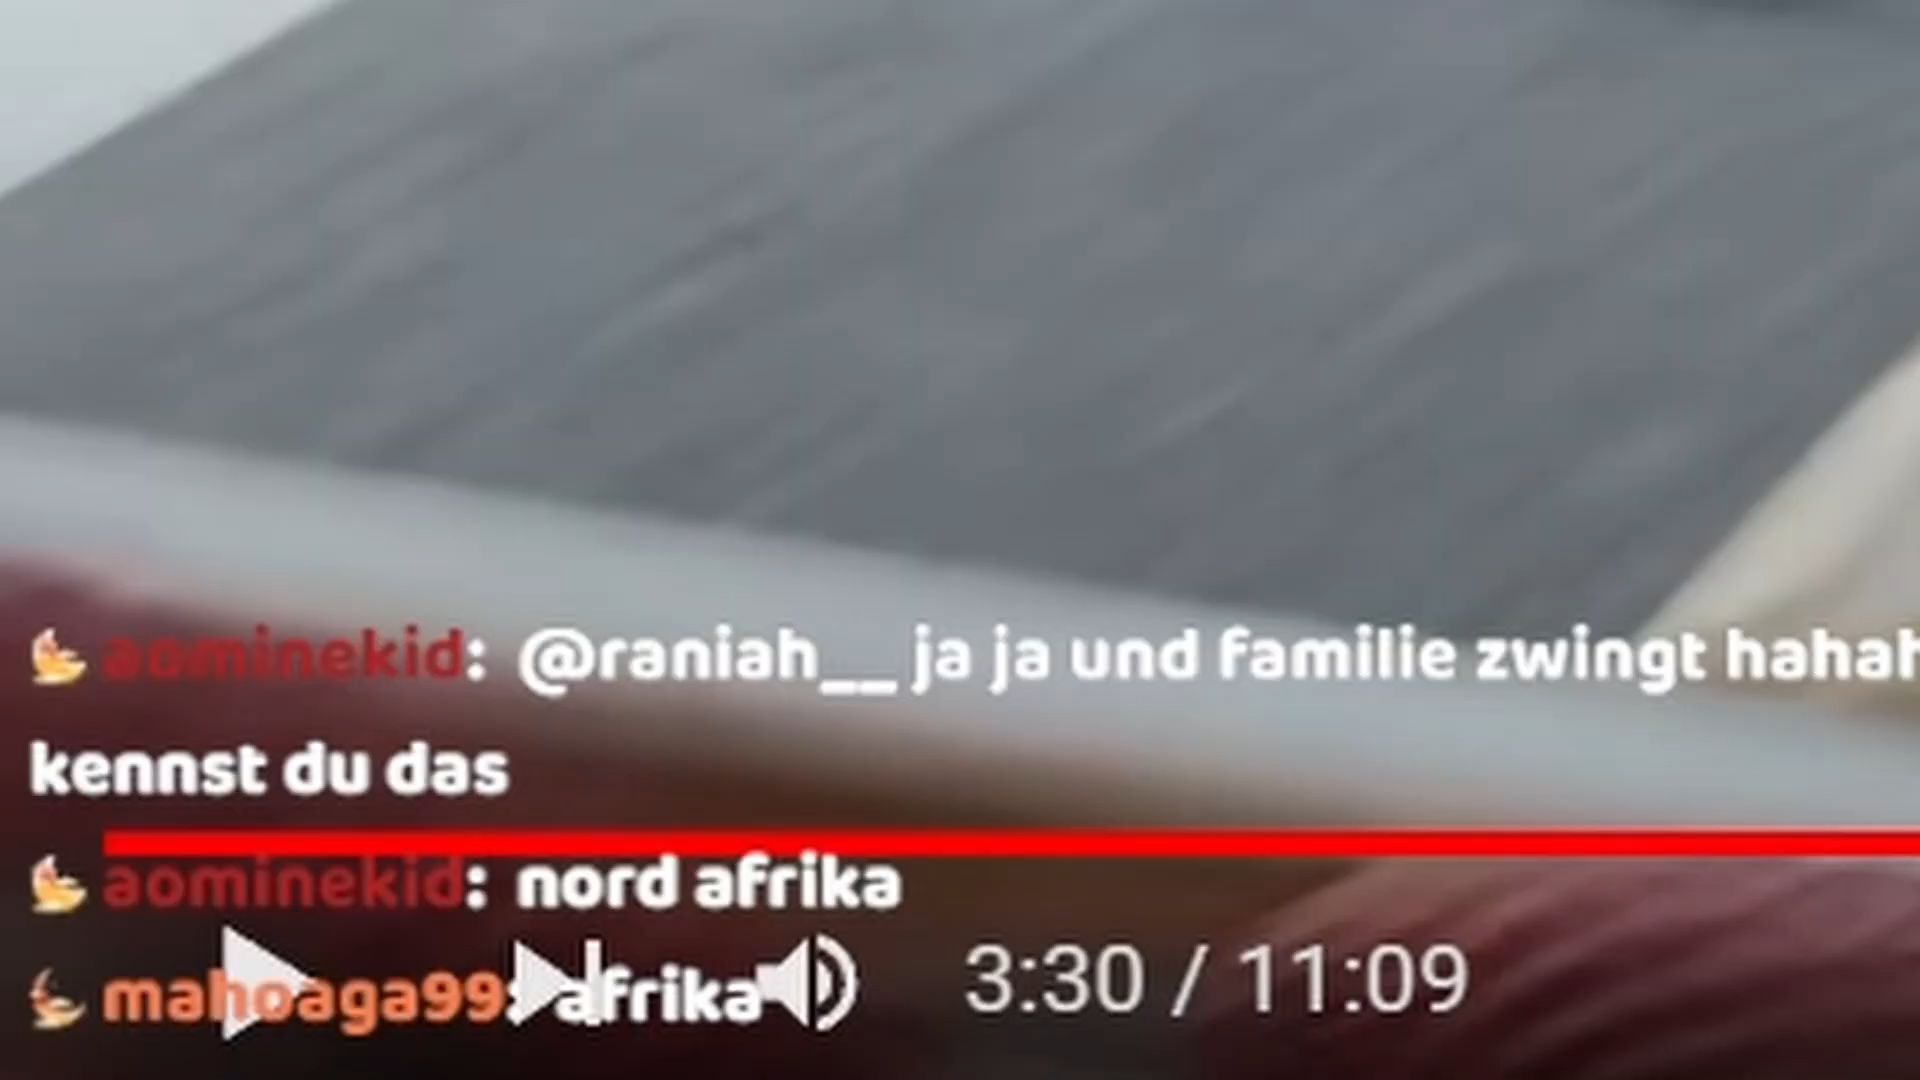 aominekid: @raniah__ ja ja und familie zwingt hahah
kennst du das
aominekid: nord afrika
mahoaga99: afrika
3:30 / 11:09